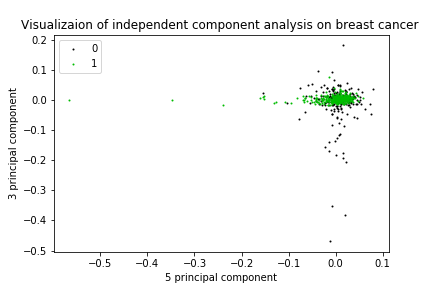 Visualizaion of independent component analysis on breast cancer
0
1
0.2
0.1
0.0
−0.1
−0.2
−0.3
−0.4
−0.5
3 principal component
−0.5 −0.4 −0.3 −0.2 −0.1 0.0 0.1
5 principal component